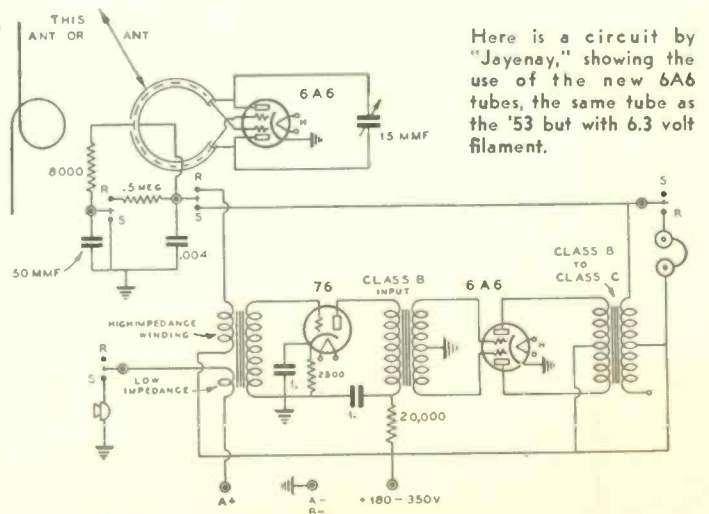 THIS
ANT OR
ANT
6A6
15 MMF
H
Here is a circuit by
"Jayenay," showing the
use of the new 6A6
tubes, the same tube as
the '53 but with 6.3 volt
filament.
8000
R
.5 MEG
R
S
S
50 MMF
.004
S
R
CLASS B
TO
CLASS C
76
CLASS B
INPUT
6A6
H
HIGH IMPEDANCE
WINDING
R
S
LOW
IMPEDANCE
1.
2800
1.
20,000
A+
A-
B-
+180-350V